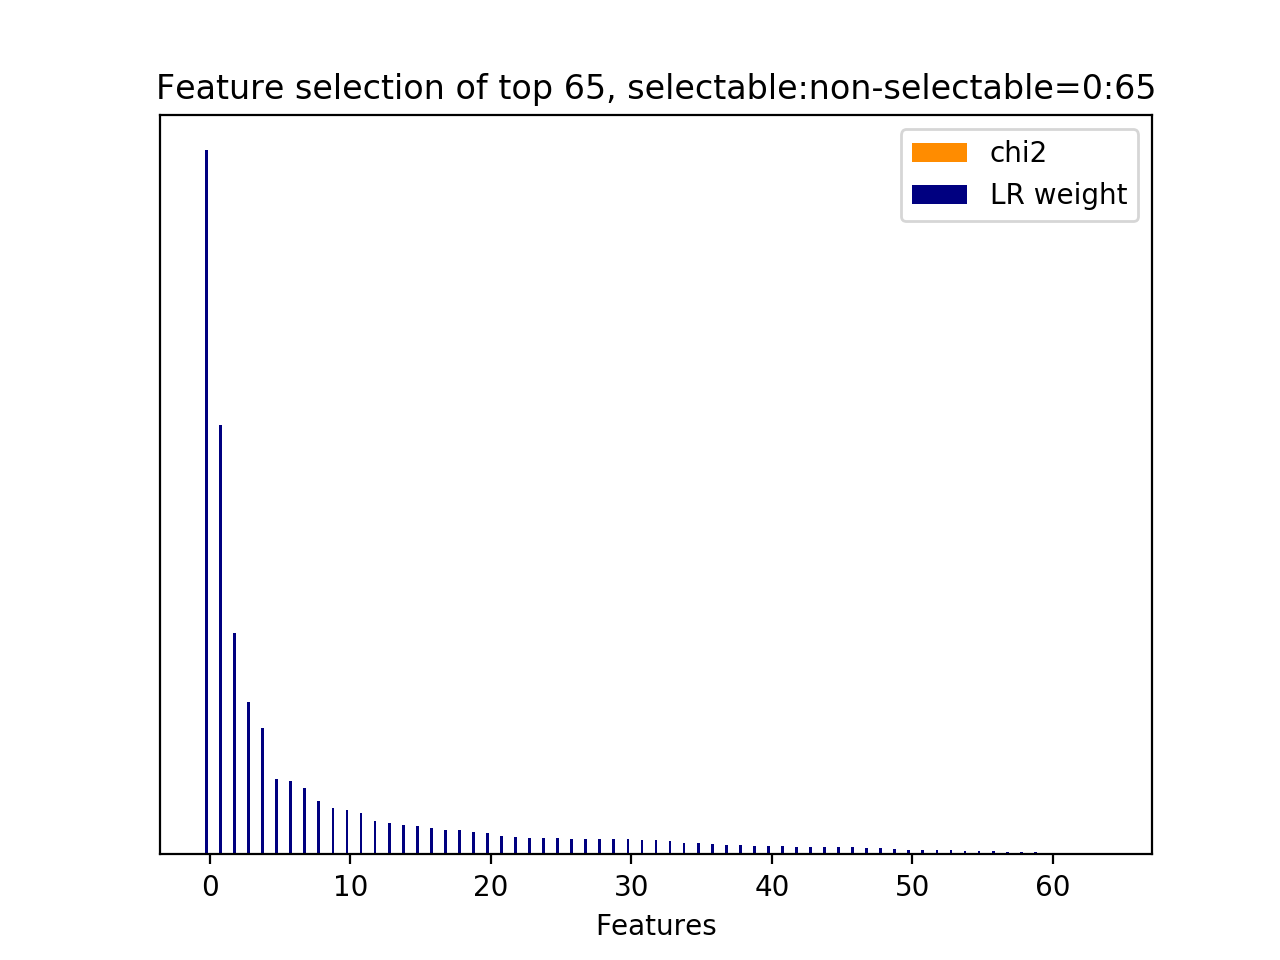 Feature selection of top 65, selectable:non-selectable=0:65
chi2
LR weight
0 10 20 30 40 50 60
Features